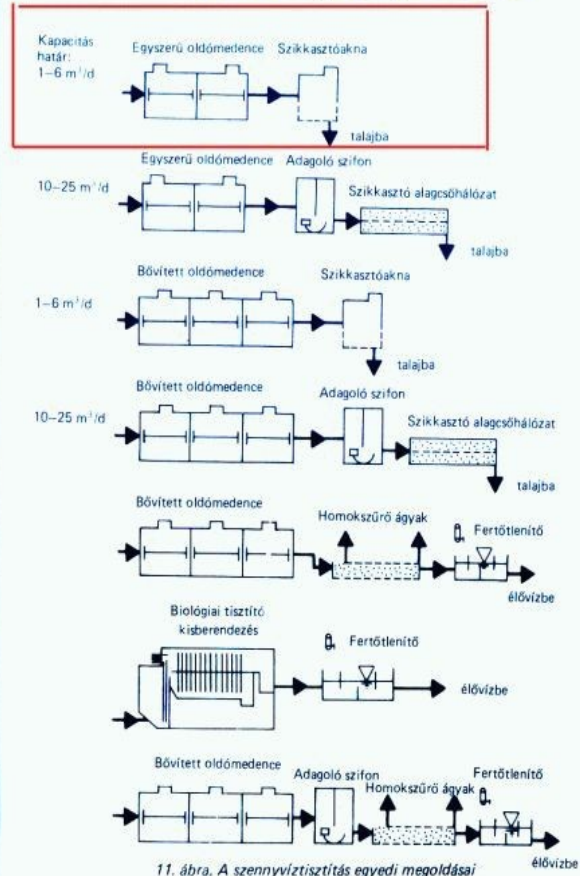 Kapacitás
határ:
1–6 m³/d
Egyszerű oldómedence
Szikkasztóakna
talajba
10–25 m³/d
Egyszerű oldómedence
Adagoló szifon
Szikkasztó alagcsőhálózat
talajba
1–6 m³/d
Bővített oldómedence
Szikkasztóakna
talajba
10–25 m³/d
Bővített oldómedence
Adagoló szifon
Szikkasztó alagcsőhálózat
talajba
Bővített oldómedence
Homokszűrő ágyak
Fertőtlenítő
élővízbe
Biológiai tisztító
kisberendezés
Fertőtlenítő
élővízbe
Bővített oldómedence
Adagoló szifon
Homokszűrő ágyak
Fertőtlenítő
élővízbe
11. ábra. A szennyvíztisztítás egyedi megoldásai